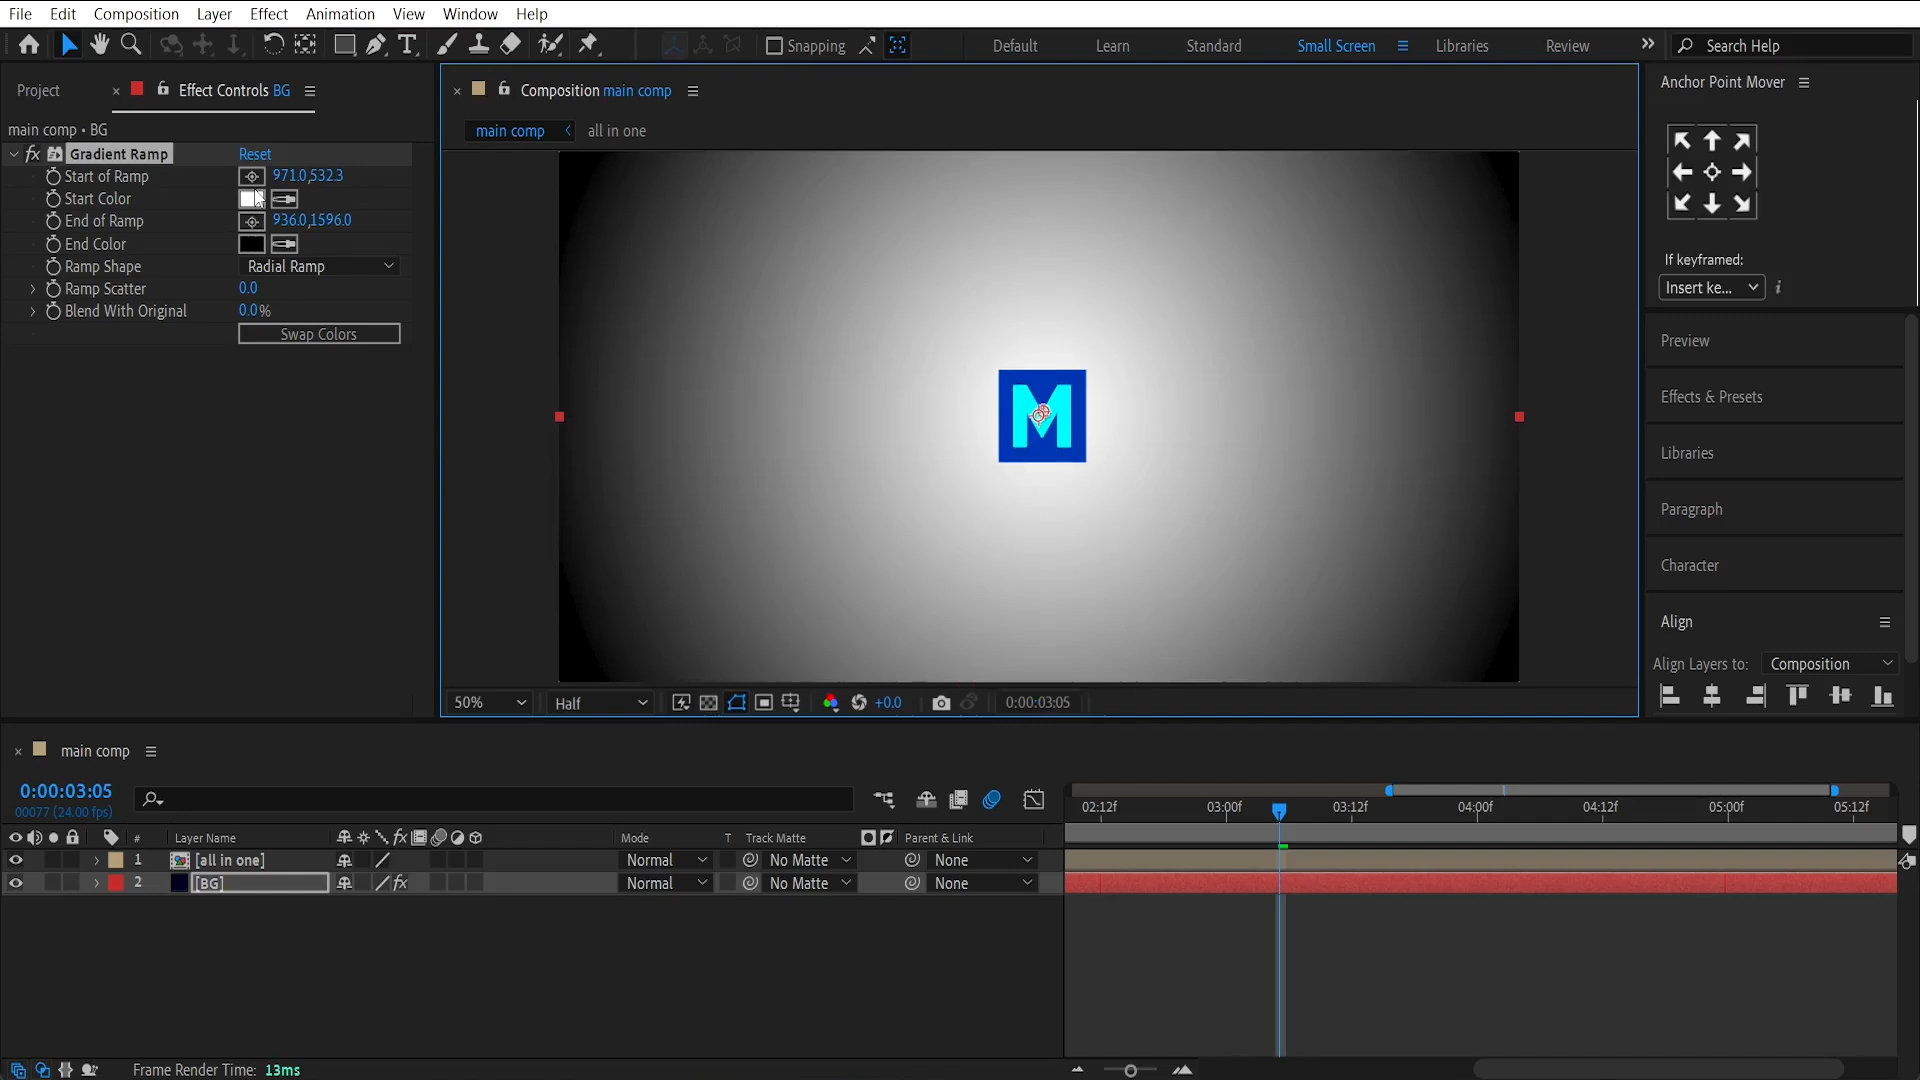 File Edit Composition Layer Effect Animation View Window Help
Snapping Default Learn Standard Small Screen Libraries Review Search Help
Project Effect Controls BG
main comp • BG
fx Gradient Ramp Reset
Start of Ramp 971.0,532.3
Start Color
End of Ramp 936.0,1596.0
End Color
Ramp Shape Radial Ramp
Ramp Scatter 0.0
Blend With Original 0.0%
Swap Colors
Composition main comp
main comp all in one
M
50% Half +0.0 0:00:03:05
Anchor Point Mover
If keyframed:
Insert ke... i
Preview
Effects & Presets
Libraries
Paragraph
Character
Align
Align Layers to: Composition
main comp
0:00:03:05
00077 (24.00 fps)
02:12f 03:00f 03:12f 04:00f 04:12f 05:00f 05:12f
# Layer Name fx Mode T Track Matte Parent & Link
1 [all in one] Normal No Matte None
2 [BG] fx Normal No Matte None
Frame Render Time: 13ms